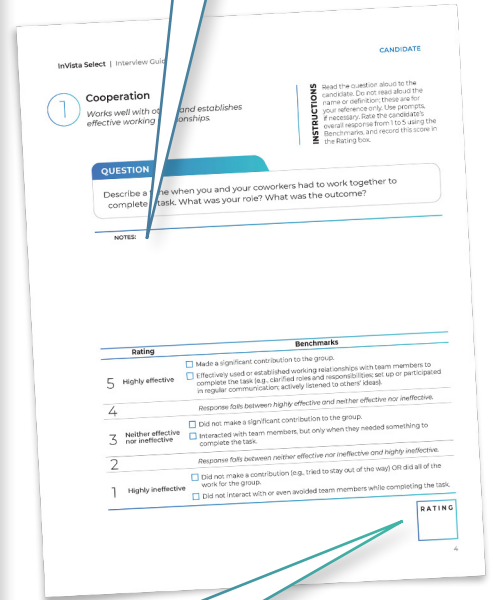 InVista Select | Interview Guid
CANDIDATE
1
Cooperation
Works well with ot and establishes
effective working onships.
INSTRUCTIONS
Read the question aloud to the
candidate. Do not read aloud the
name or definition; these are for
your reference only. Use prompts,
if necessary. Rate the candidate's
overall response from 1 to 5 using the
Benchmarks, and record this score in
the Rating box.
QUESTION
Describe a me when you and your coworkers had to work together to
complete task. What was your role? What was the outcome?
NOTES:
Rating Benchmarks
5 Highly effective
Made a significant contribution to the group.
Effectively used or established working relationships with team members to
complete the task (e.g., clarified roles and responsibilities; set up or participated
in regular communication; actively listened to others' ideas).
4 Response falls between highly effective and neither effective nor ineffective.
3 Neither effective
nor ineffective
Did not make a significant contribution to the group.
Interacted with team members, but only when they needed something to
complete the task.
2 Response falls between neither effective nor ineffective and highly ineffective.
1 Highly ineffective
Did not make a contribution (e.g., tried to stay out of the way) OR did all of the
work for the group.
Did not interact with or even avoided team members while completing the task.
RATING
4